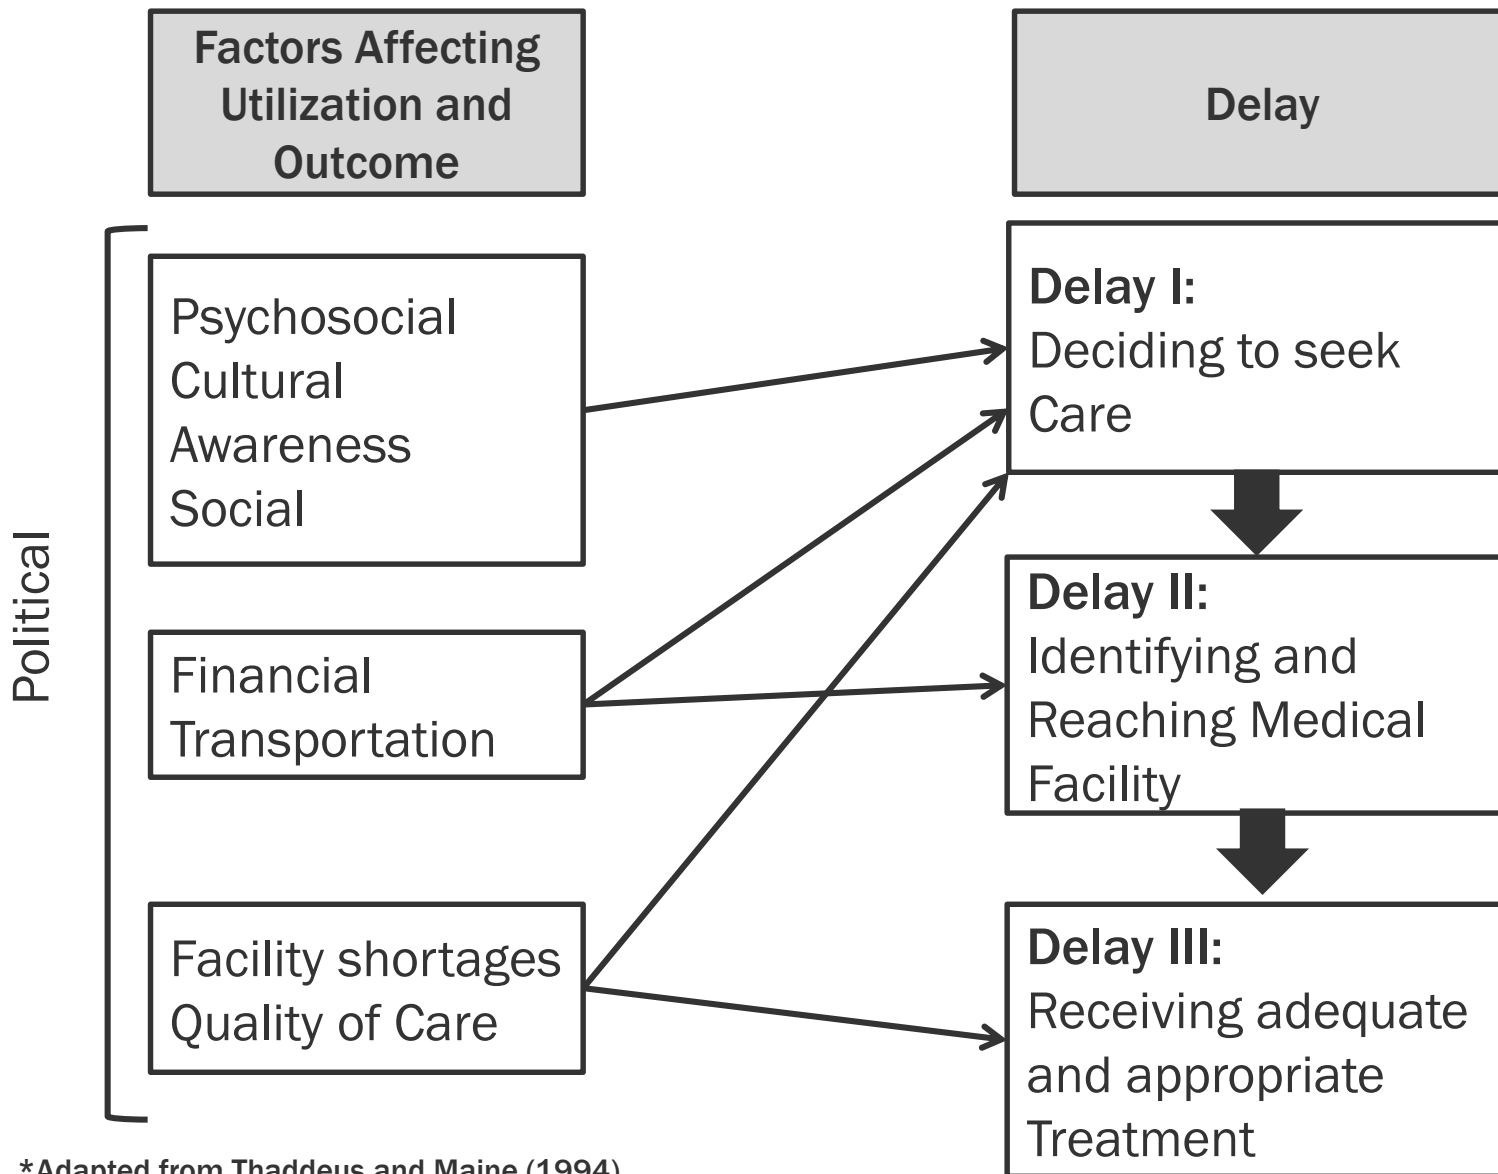 Factors Affecting
Utilization and
Outcome
Delay
Political
Psychosocial
Cultural
Awareness
Social
Financial
Transportation
Facility shortages
Quality of Care
Delay I:
Deciding to seek
Care
Delay II:
Identifying and
Reaching Medical
Facility
Delay III:
Receiving adequate
and appropriate
Treatment
*Adapted from Thaddeus and Maine (1994)